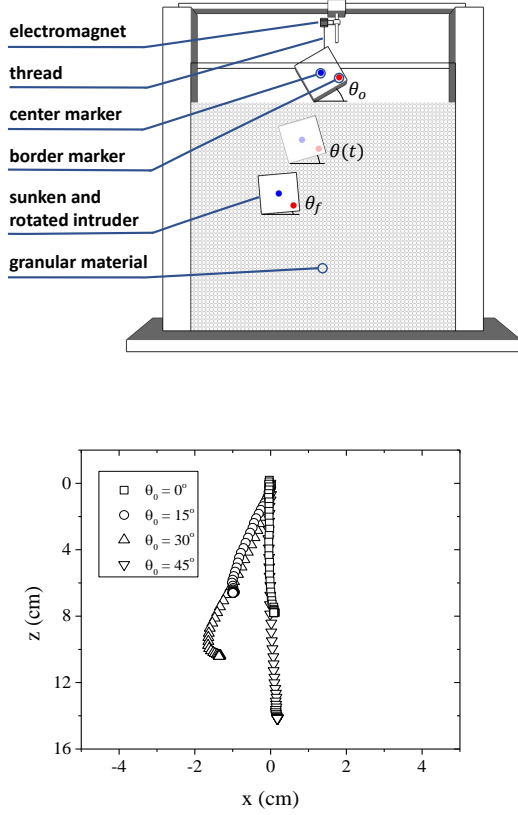 electromagnet
thread
center marker
border marker
sunken and
rotated intruder
granular material
θₒ
θ(t)
θ_f
0
4
8
12
16
z (cm)
θ₀ = 0°
θ₀ = 15°
θ₀ = 30°
θ₀ = 45°
-4 -2 0 2 4
x (cm)